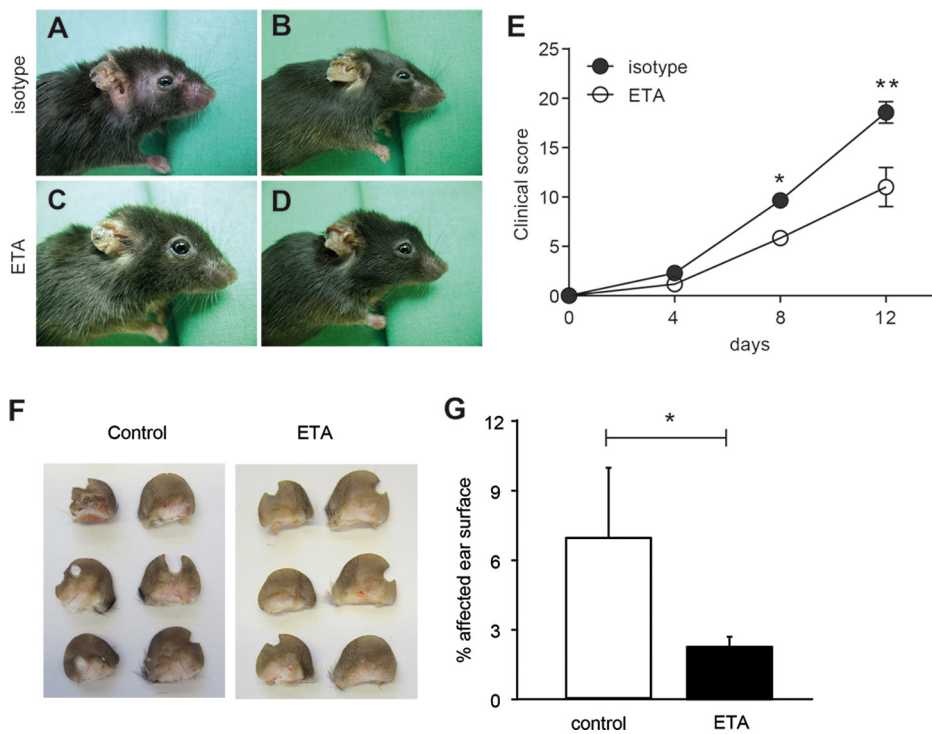 A
B
isotype
C
D
ETA
E
Clinical score
25
20
15
10
5
0
isotype
ETA
*
**
0
4
8
12
days
F
Control
ETA
G
% affected ear surface
12
9
6
3
0
*
control
ETA